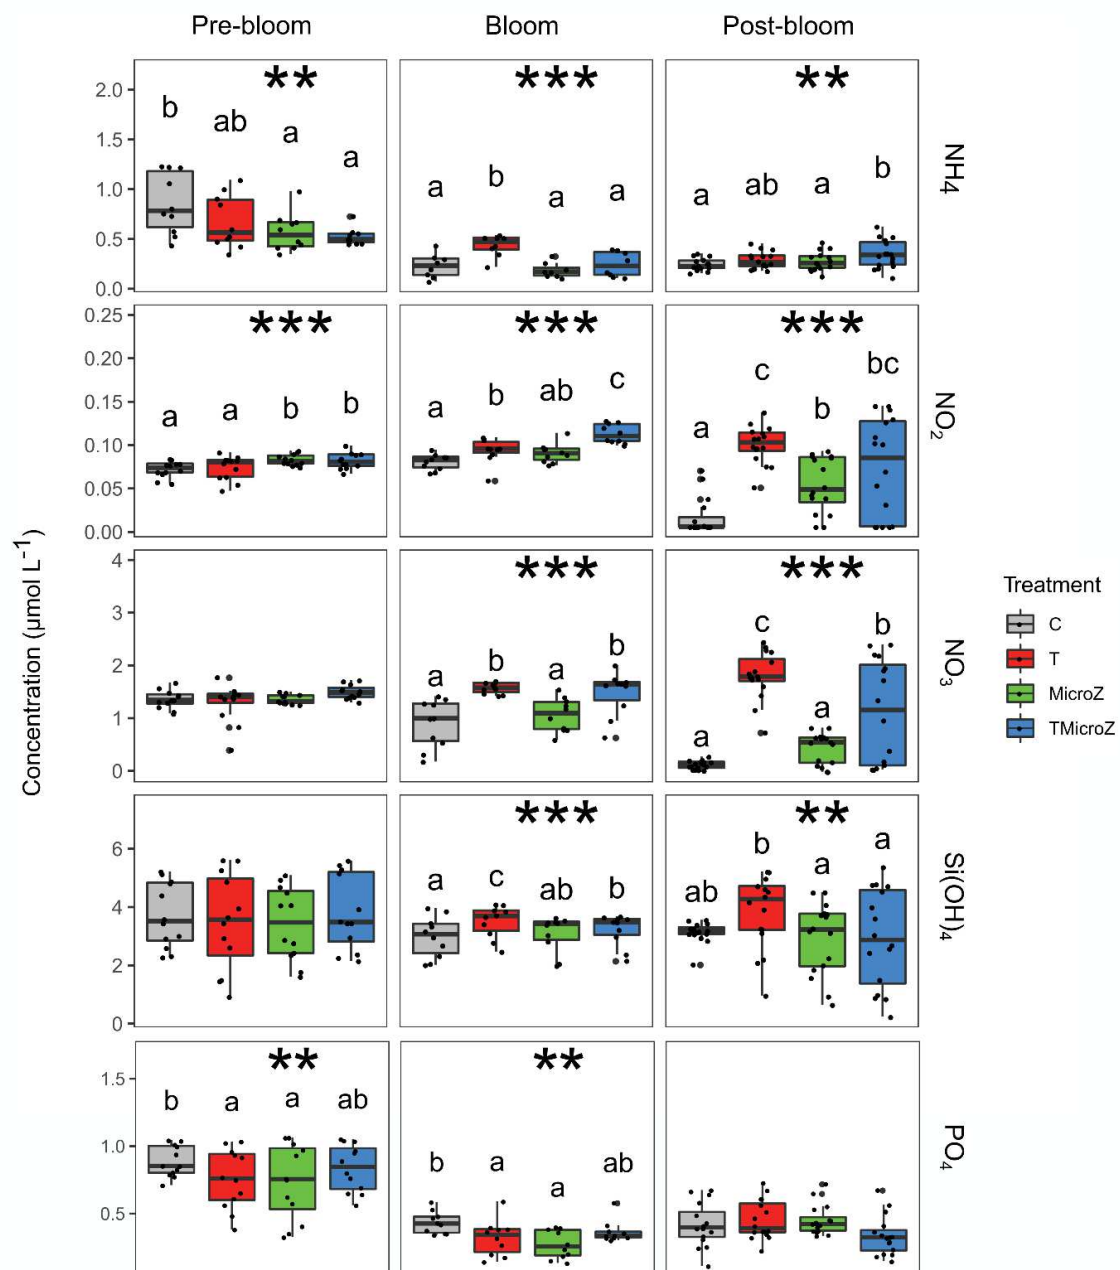 Pre-bloom Bloom Post-bloom
** *** **
2.0
b ab a a
1.5
a b a a
a ab a b
1.0
0.5
0.0
NH4
0.25
*** *** ***
0.20
a a b b
a b ab c
a c b bc
0.15
0.10
0.05
0.00
NO2
4
*** ***
3
a b a b
a c a b
2
1
0
NO3
*** **
6
a c ab b
ab b a a
4
2
0
Si(OH)4
** **
1.5
b a a ab
b a a ab
1.0
0.5
PO4
Concentration (µmol L−1)
Treatment
C
T
MicroZ
TMicroZ